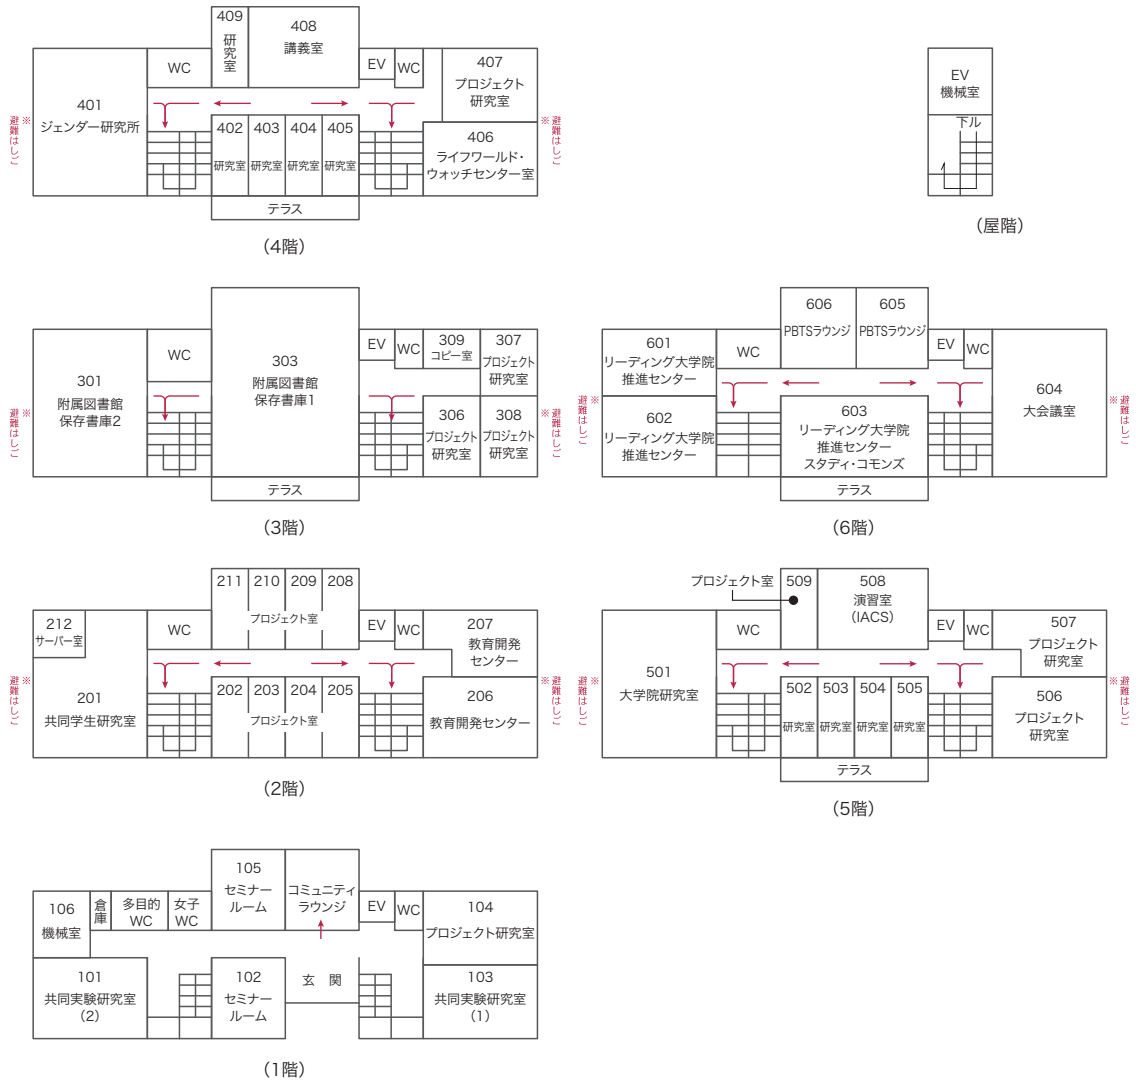 409
研究室
408
講義室
WC
EV
WC
407
プロジェクト
研究室
401
ジェンダー研究所
402
研究室
403
研究室
404
研究室
405
研究室
406
ライフワールド・
ウォッチセンター室
※避難はしご
※避難はしご
テラス
（4階）
EV
機械室
下ル
（屋階）
301
附属図書館
保存書庫2
WC
303
附属図書館
保存書庫1
EV
WC
309
コピー室
307
プロジェクト
研究室
306
プロジェクト
研究室
308
プロジェクト
研究室
※避難はしご
※避難はしご
テラス
（3階）
606
PBTSラウンジ
605
PBTSラウンジ
601
リーディング大学院
推進センター
WC
EV
WC
602
リーディング大学院
推進センター
603
リーディング大学院
推進センター
スタディ・コモンズ
604
大会議室
※避難はしご
※避難はしご
テラス
（6階）
211
210
209
208
プロジェクト室
212
サーバー室
WC
EV
WC
207
教育開発
センター
201
共同学生研究室
202
203
204
205
プロジェクト室
206
教育開発センター
※避難はしご
※避難はしご
（2階）
プロジェクト室
509
508
演習室
（IACS）
WC
EV
WC
507
プロジェクト
研究室
501
大学院研究室
502
研究室
503
研究室
504
研究室
505
研究室
506
プロジェクト
研究室
※避難はしご
※避難はしご
テラス
（5階）
106
機械室
倉庫
多目的
WC
女子
WC
105
セミナー
ルーム
コミュニティ
ラウンジ
EV
WC
104
プロジェクト研究室
101
共同実験研究室
（2）
102
セミナー
ルーム
玄　関
103
共同実験研究室
（1）
（1階）